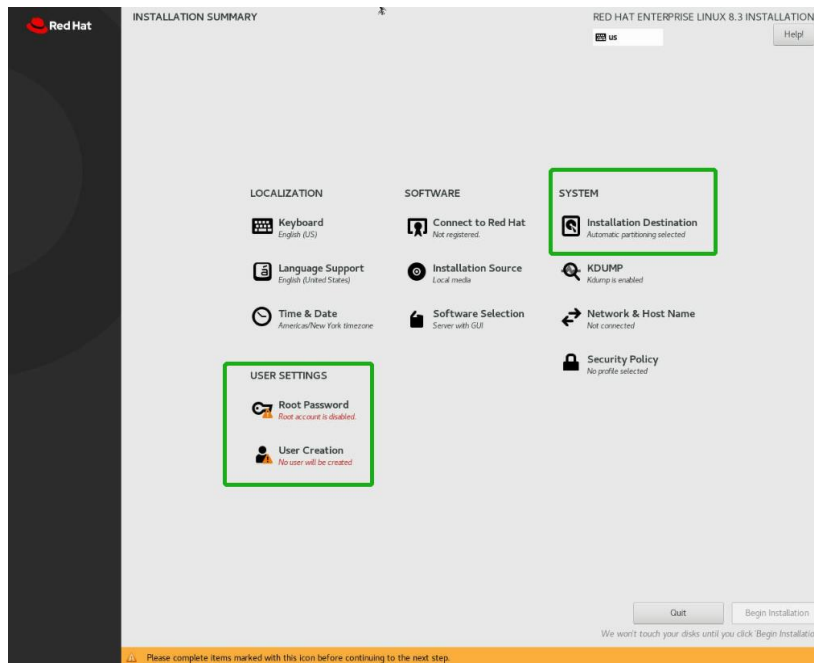 Red Hat
INSTALLATION SUMMARY
RED HAT ENTERPRISE LINUX 8.3 INSTALLATION
us
Help!
LOCALIZATION
Keyboard
English (US)
Language Support
English (United States)
Time & Date
Americas/New York timezone
USER SETTINGS
Root Password
Root account is disabled.
User Creation
No user will be created
SOFTWARE
Connect to Red Hat
Not registered.
Installation Source
Local media
Software Selection
Server with GUI
SYSTEM
Installation Destination
Automatic partitioning selected
KDUMP
Kdump is enabled
Network & Host Name
Not connected
Security Policy
No profile selected
Quit
Begin Installation
We won't touch your disks until you click 'Begin Installatio
Please complete items marked with this icon before continuing to the next step.